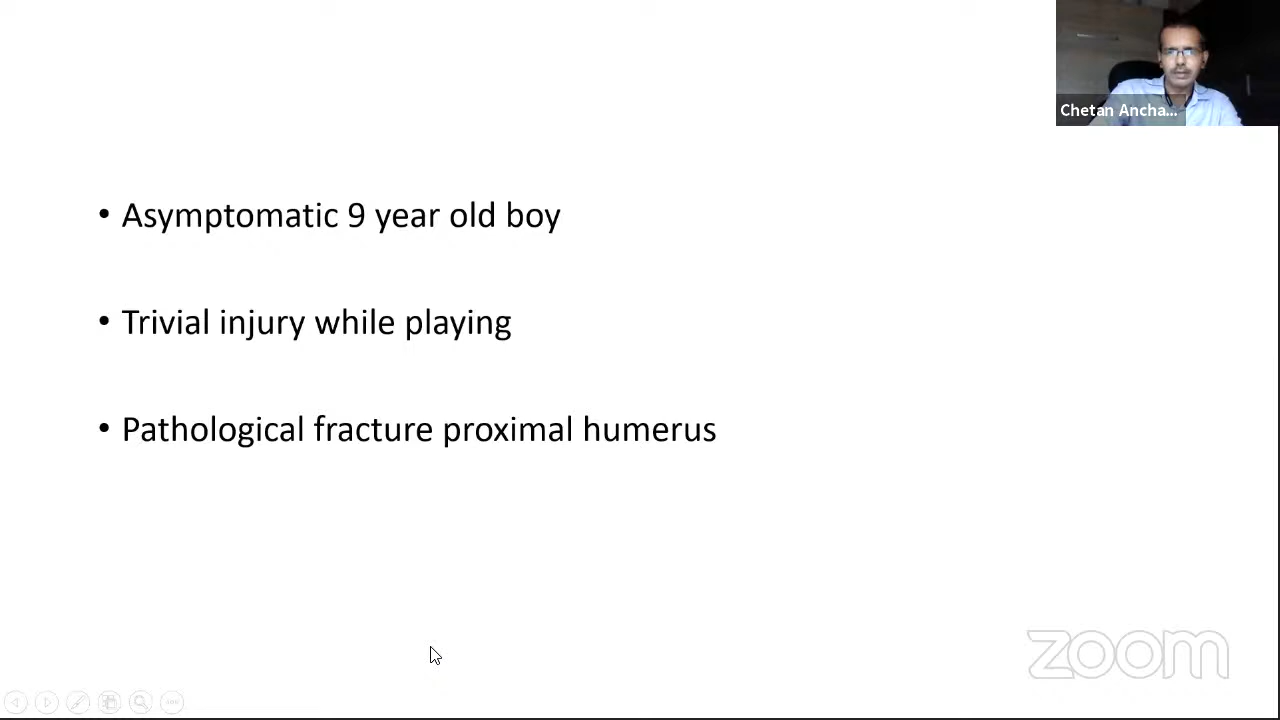 Chetan Ancha...
• Asymptomatic 9 year old boy
• Trivial injury while playing
• Pathological fracture proximal humerus
zoom